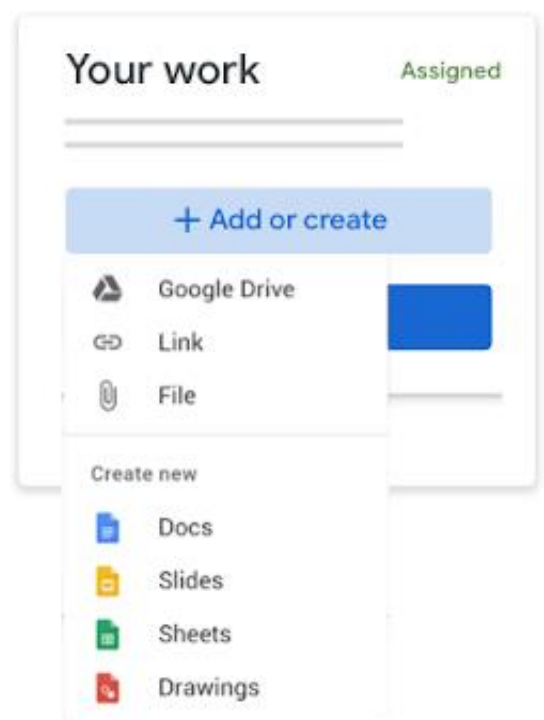 Your work
Assigned
+ Add or create
Google Drive
Link
File
Create new
Docs
Slides
Sheets
Drawings